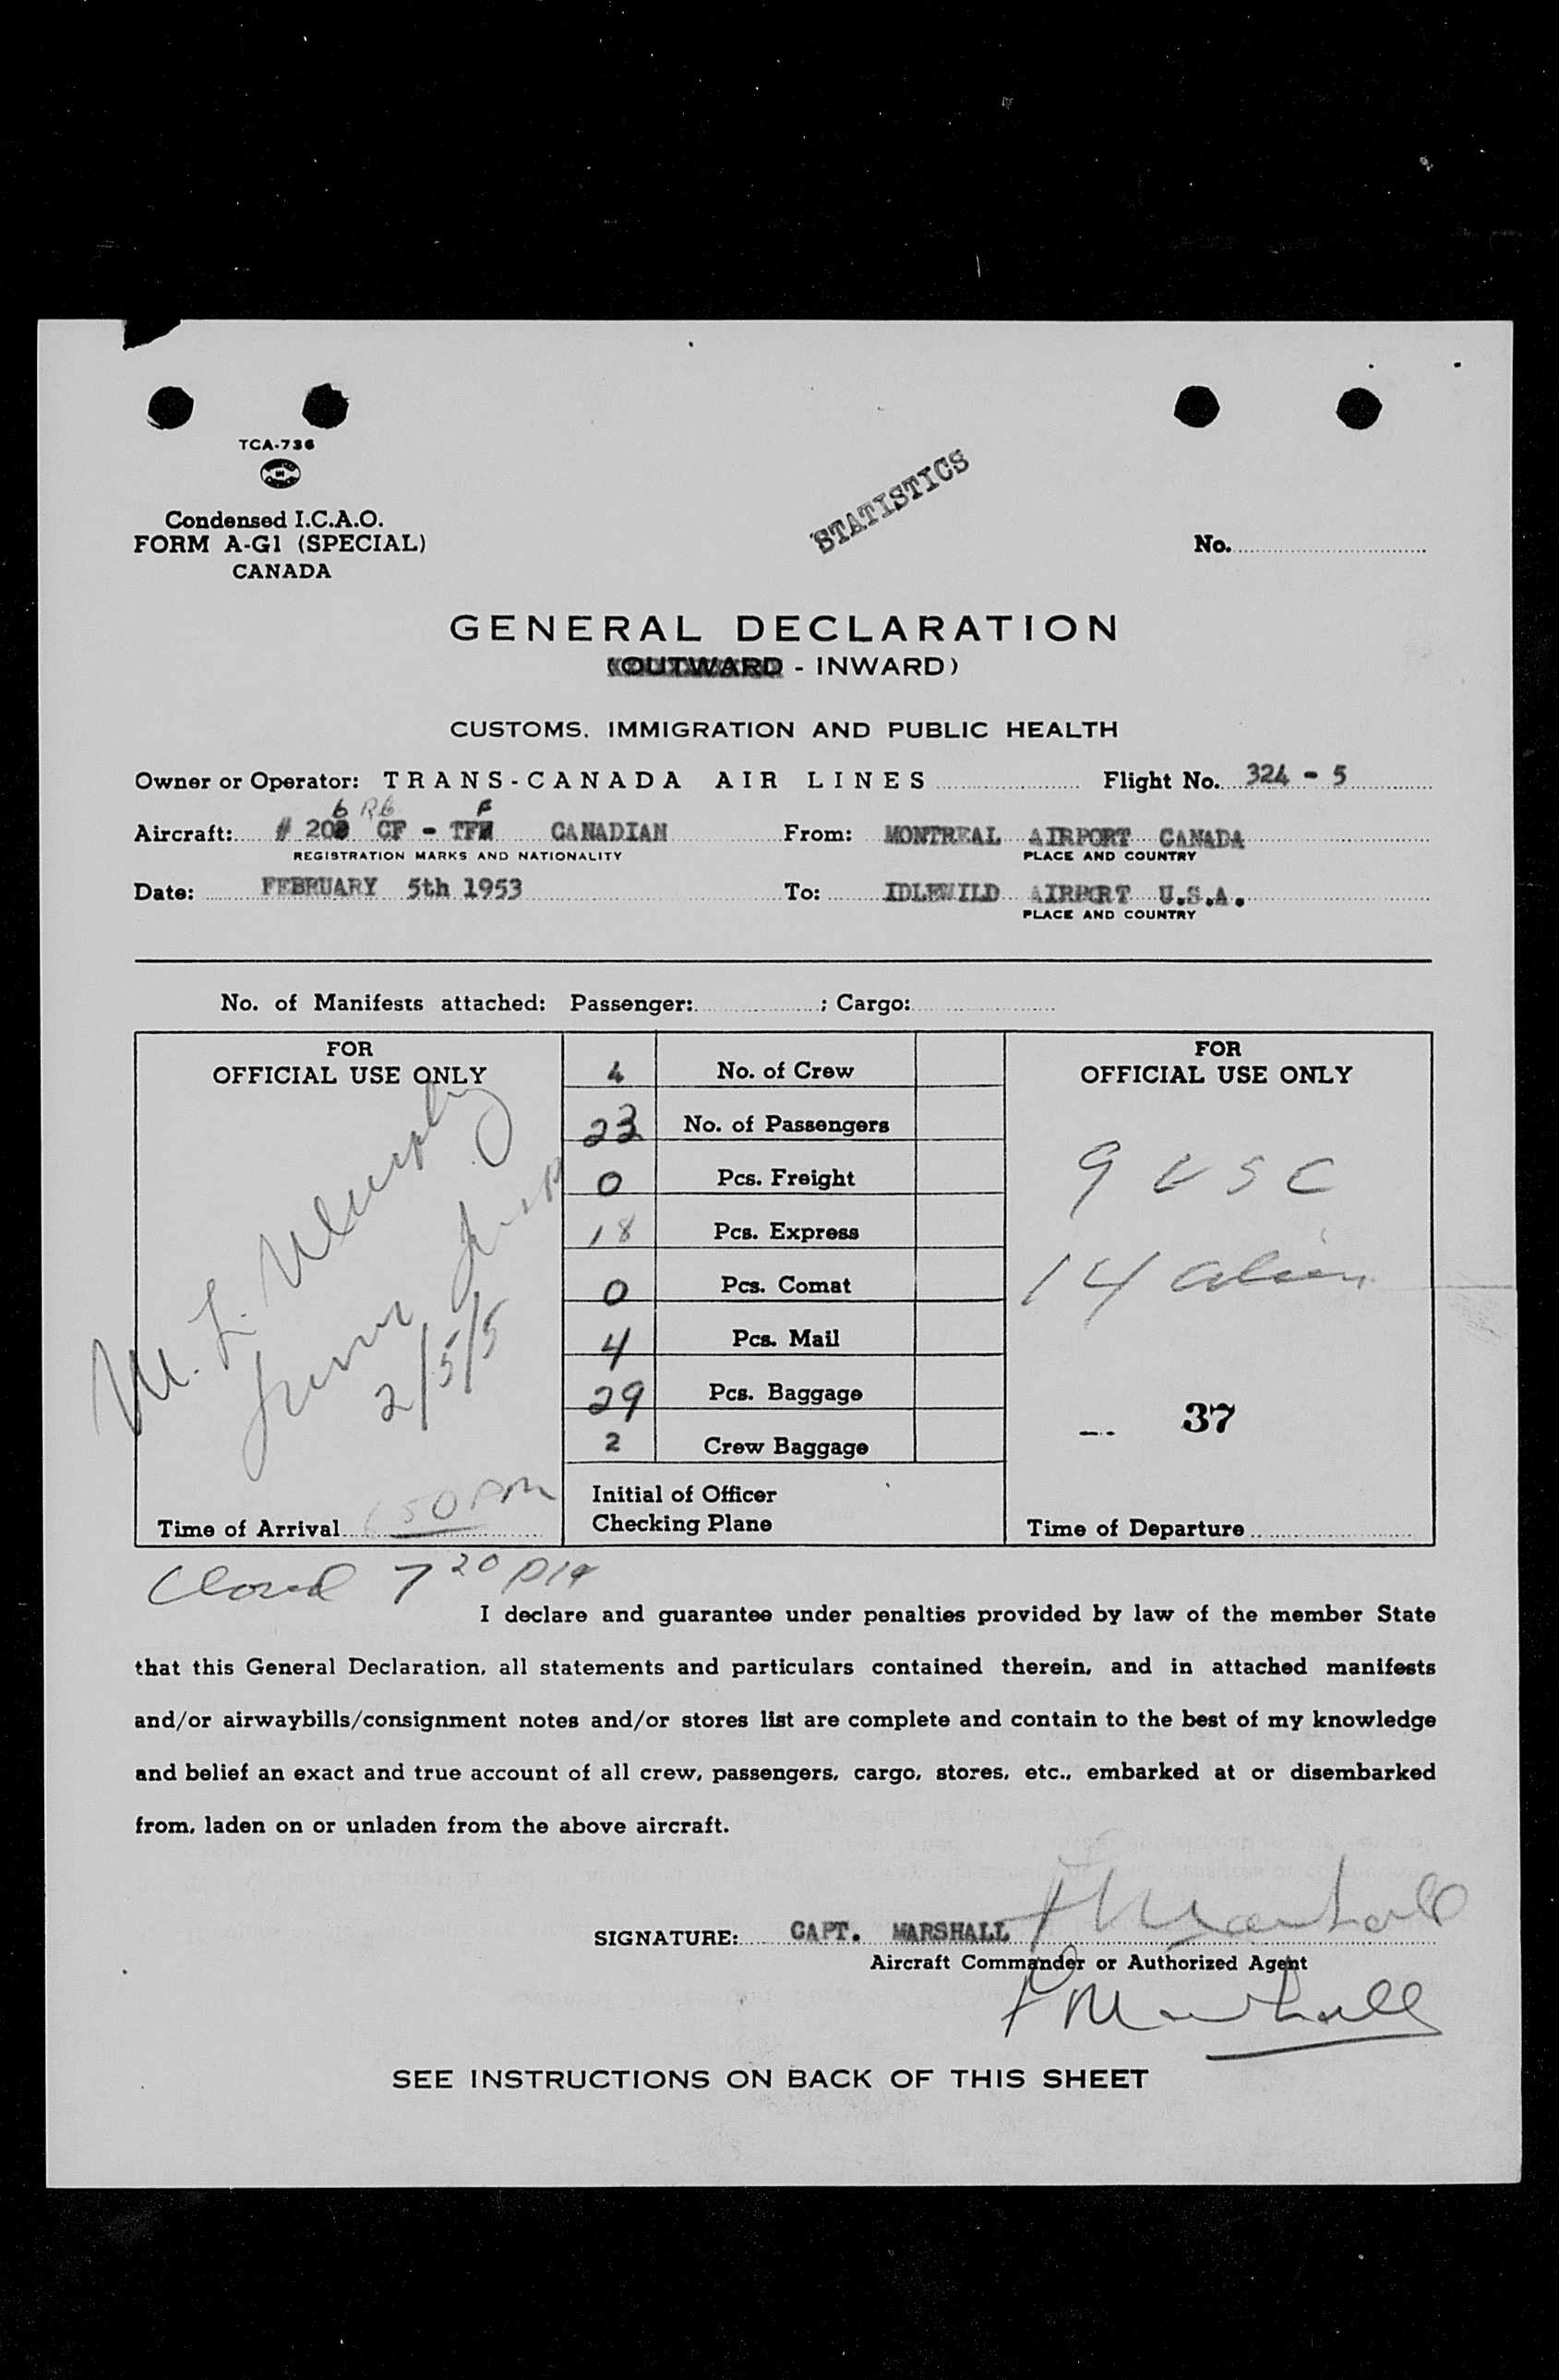 TCA-736
Condensed I.C.A.O.
FORM A-G1 (SPECIAL)
CANADA
STATISTICS
No.
GENERAL DECLARATION
(OUTWARD - INWARD)
CUSTOMS, IMMIGRATION AND PUBLIC HEALTH
Owner or Operator: TRANS-CANADA AIR LINES Flight No. 324 - 5
Aircraft: # 206 CF - TFF CANADIAN From: MONTREAL AIRPORT CANADA
REGISTRATION MARKS AND NATIONALITY PLACE AND COUNTRY
Date: FEBRUARY 5th 1953 To: IDLEWILD AIRPORT U.S.A.
PLACE AND COUNTRY
No. of Manifests attached: Passenger: ; Cargo:
FOR
OFFICIAL USE ONLY
M. L. Murphy
2/5/5
Time of Arrival 50 PM
4 No. of Crew
23 No. of Passengers
0 Pcs. Freight
18 Pcs. Express
0 Pcs. Comat
4 Pcs. Mail
29 Pcs. Baggage
2 Crew Baggage
Initial of Officer
Checking Plane
FOR
OFFICIAL USE ONLY
9 USC
14 alien
37
Time of Departure
Closed 7 20 PM
I declare and guarantee under penalties provided by law of the member State
that this General Declaration, all statements and particulars contained therein, and in attached manifests
and/or airwaybills/consignment notes and/or stores list are complete and contain to the best of my knowledge
and belief an exact and true account of all crew, passengers, cargo, stores, etc., embarked at or disembarked
from, laden on or unladen from the above aircraft.
SIGNATURE: CAPT. MARSHALL F Marshall
Aircraft Commander or Authorized Agent
F Marshall
SEE INSTRUCTIONS ON BACK OF THIS SHEET